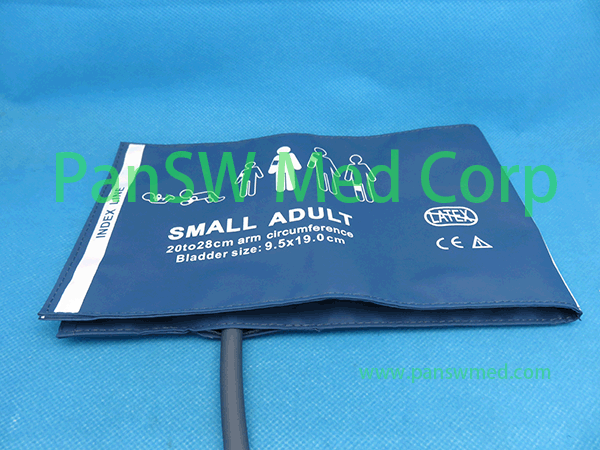 PanSW Med Corp
INDEX LINE
SMALL ADULT
20to28cm arm circumference
Bladder size: 9.5x19.0cm
LATEX
CE
www.panswmed.com